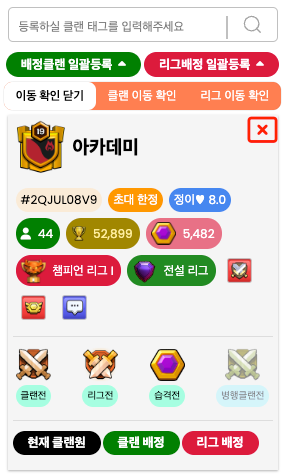 등록하실 클랜 태그를 입력해주세요
배정클랜 일괄등록 리그배정 일괄등록
이동 확인 닫기 클랜 이동 확인 리그 이동 확인
19
아카데미
#2QJUL08V9 초대 한정 정이♥ 8.0
44 52,899 5,482
챔피언 리그 I 전설 리그
클랜전 리그전 습격전 병행클랜전
현재 클랜원 클랜 배정 리그 배정